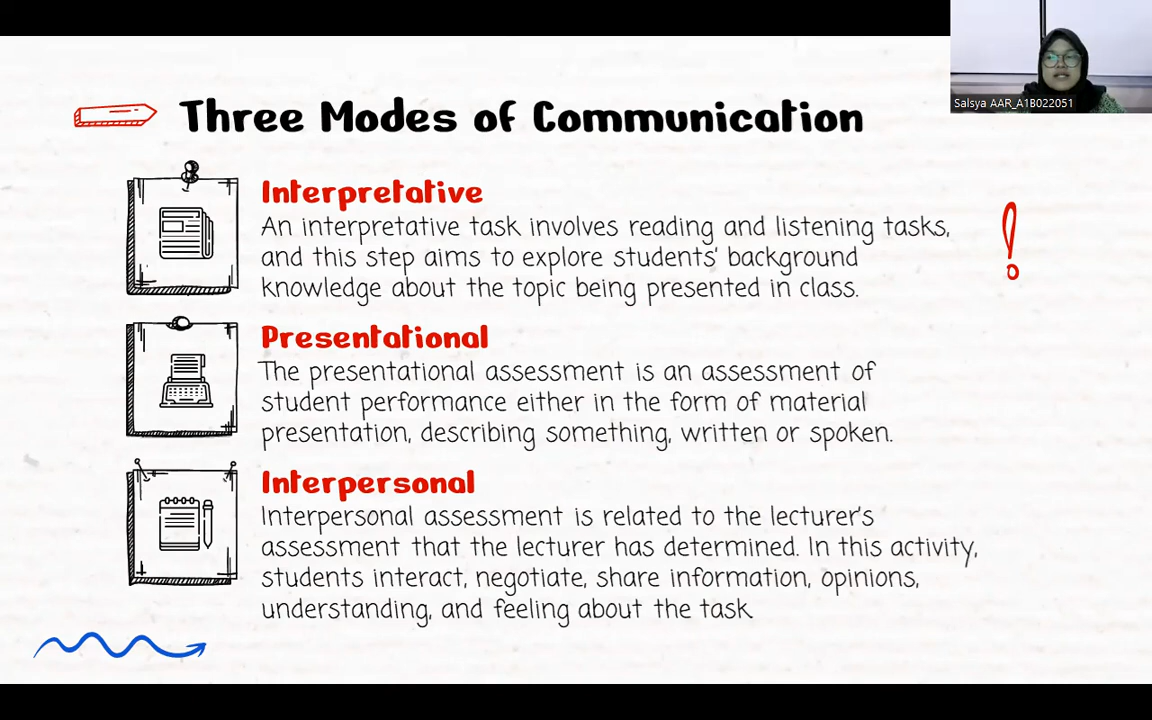 Salsya AAR_A1B022051
Three Modes of Communication
Interpretative
An interpretative task involves reading and listening tasks,
and this step aims to explore students' background
knowledge about the topic being presented in class.
Presentational
The presentational assessment is an assessment of
student performance either in the form of material
presentation, describing something, written or spoken.
Interpersonal
Interpersonal assessment is related to the lecturer's
assessment that the lecturer has determined. In this activity,
students interact, negotiate, share information, opinions,
understanding, and feeling about the task